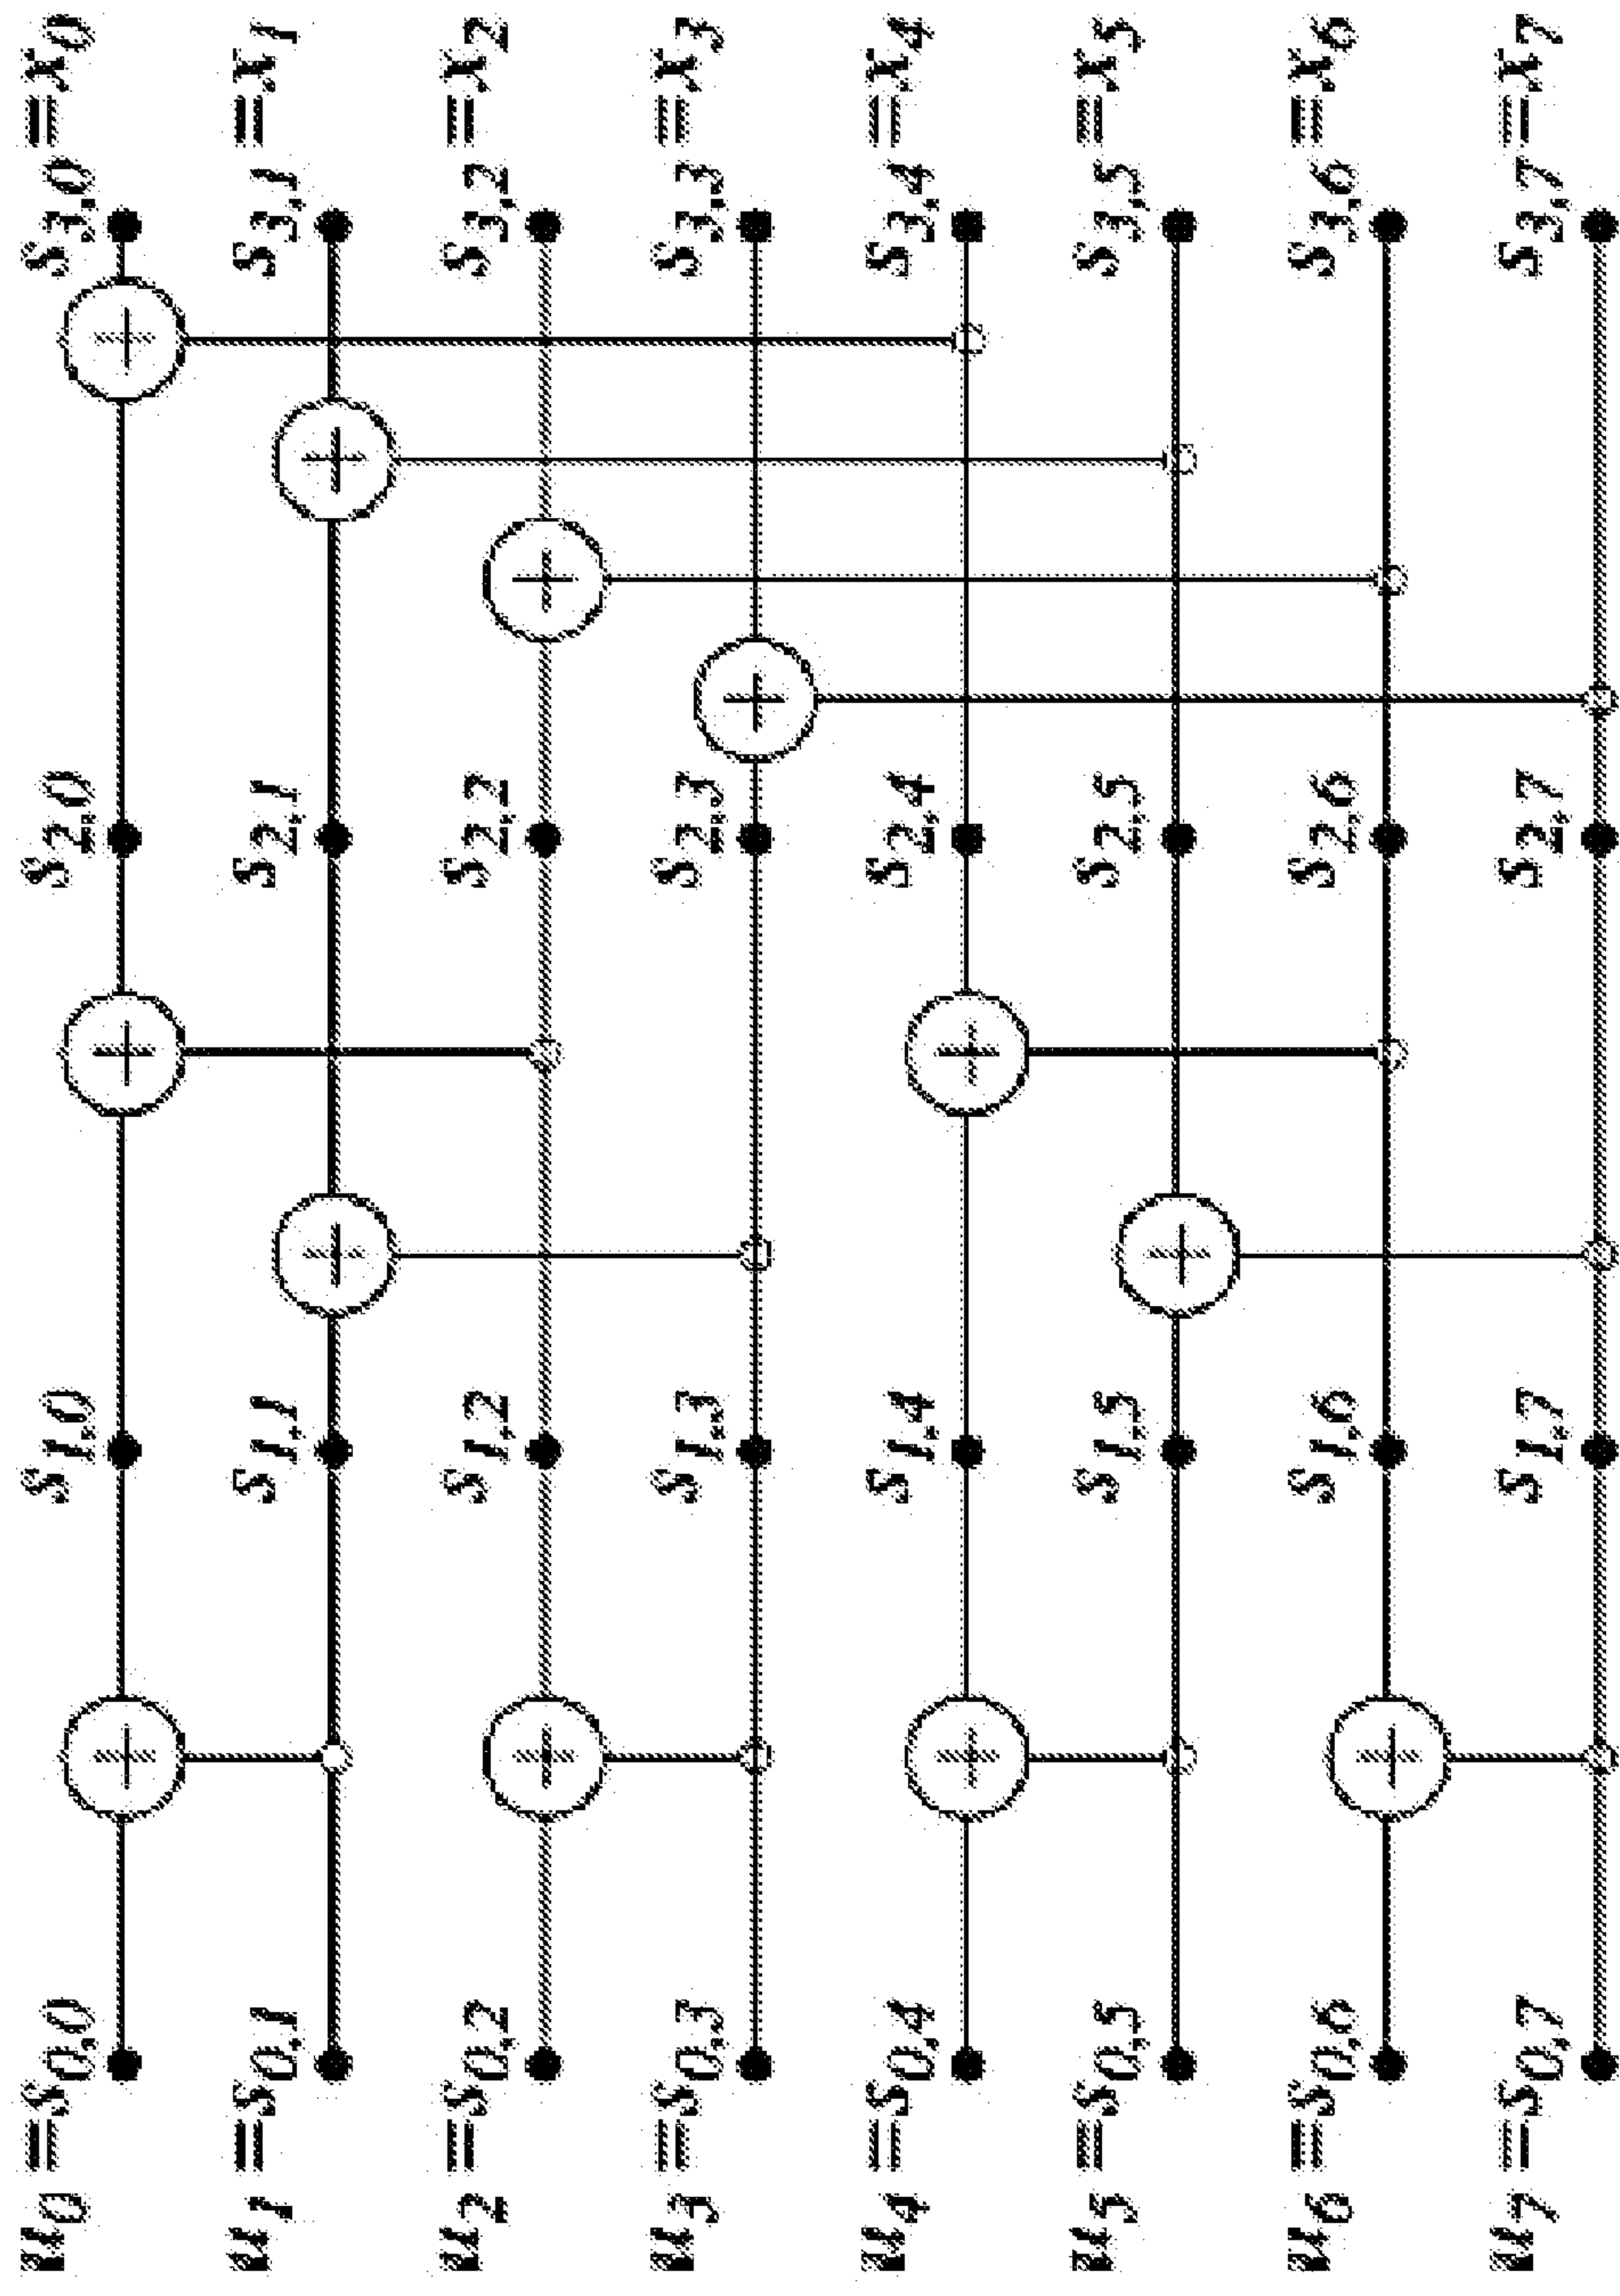 u0 =s0,0 s1,0 s2,0 s3,0 =x0
u1 =s0,1 s1,1 s2,1 s3,1 =x1
u2 =s0,2 s1,2 s2,2 s3,2 =x2
u3 =s0,3 s1,3 s2,3 s3,3 =x3
u4 =s0,4 s1,4 s2,4 s3,4 =x4
u5 =s0,5 s1,5 s2,5 s3,5 =x5
u6 =s0,6 s1,6 s2,6 s3,6 =x6
u7 =s0,7 s1,7 s2,7 s3,7 =x7